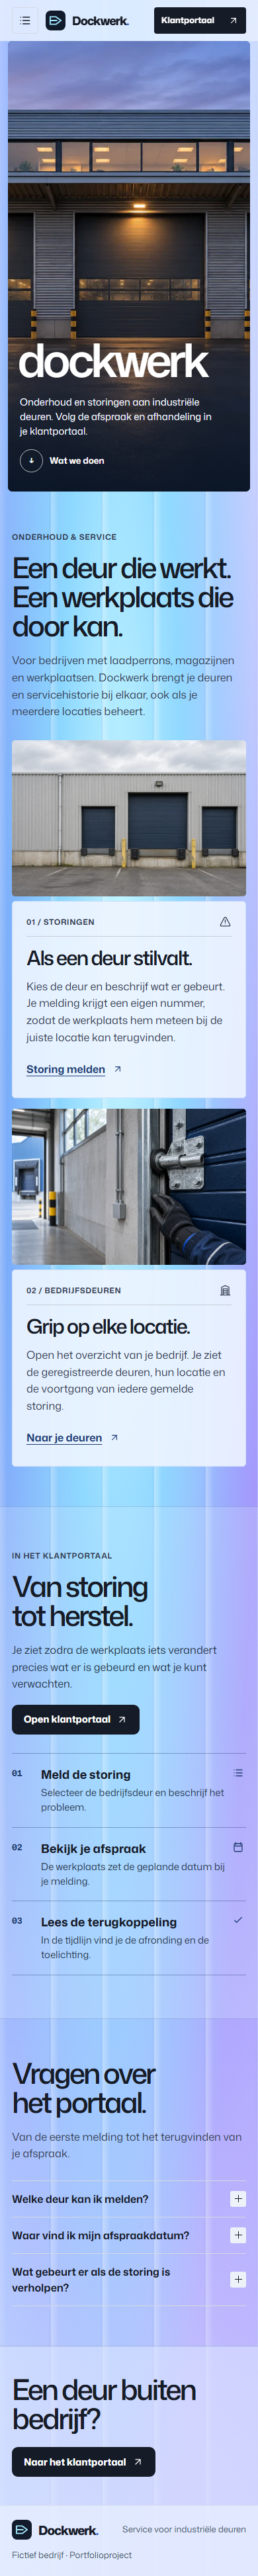 Dockwerk.
Klantportaal
dockwerk
Onderhoud en storingen aan industriële
deuren. Volg de afspraak en afhandeling in
je klantportaal.
Wat we doen
ONDERHOUD & SERVICE
Een deur die werkt.
Een werkplaats die
door kan.
Voor bedrijven met laadperrons, magazijnen
en werkplaatsen. Dockwerk brengt je deuren
en servicehistorie bij elkaar, ook als je
meerdere locaties beheert.
01 / STORINGEN
Als een deur stilvalt.
Kies de deur en beschrijf wat er gebeurt.
Je melding krijgt een eigen nummer,
zodat de werkplaats hem meteen bij de
juiste locatie kan terugvinden.
Storing melden
02 / BEDRIJFSDEUREN
Grip op elke locatie.
Open het overzicht van je bedrijf. Je ziet
de geregistreerde deuren, hun locatie en
de voortgang van iedere gemelde
storing.
Naar je deuren
IN HET KLANTPORTAAL
Van storing
tot herstel.
Je ziet zodra de werkplaats iets verandert
precies wat er is gebeurd en wat je kunt
verwachten.
Open klantportaal
01 Meld de storing
Selecteer de bedrijfsdeur en beschrijf het
probleem.
02 Bekijk je afspraak
De werkplaats zet de geplande datum bij
je melding.
03 Lees de terugkoppeling
In de tijdlijn vind je de afronding en de
toelichting.
Vragen over
het portaal.
Van de eerste melding tot het terugvinden van
je afspraak.
Welke deur kan ik melden?
Waar vind ik mijn afspraakdatum?
Wat gebeurt er als de storing is
verholpen?
Een deur buiten
bedrijf?
Naar het klantportaal
Dockwerk.
Service voor industriële deuren
Fictief bedrijf · Portfolioproject